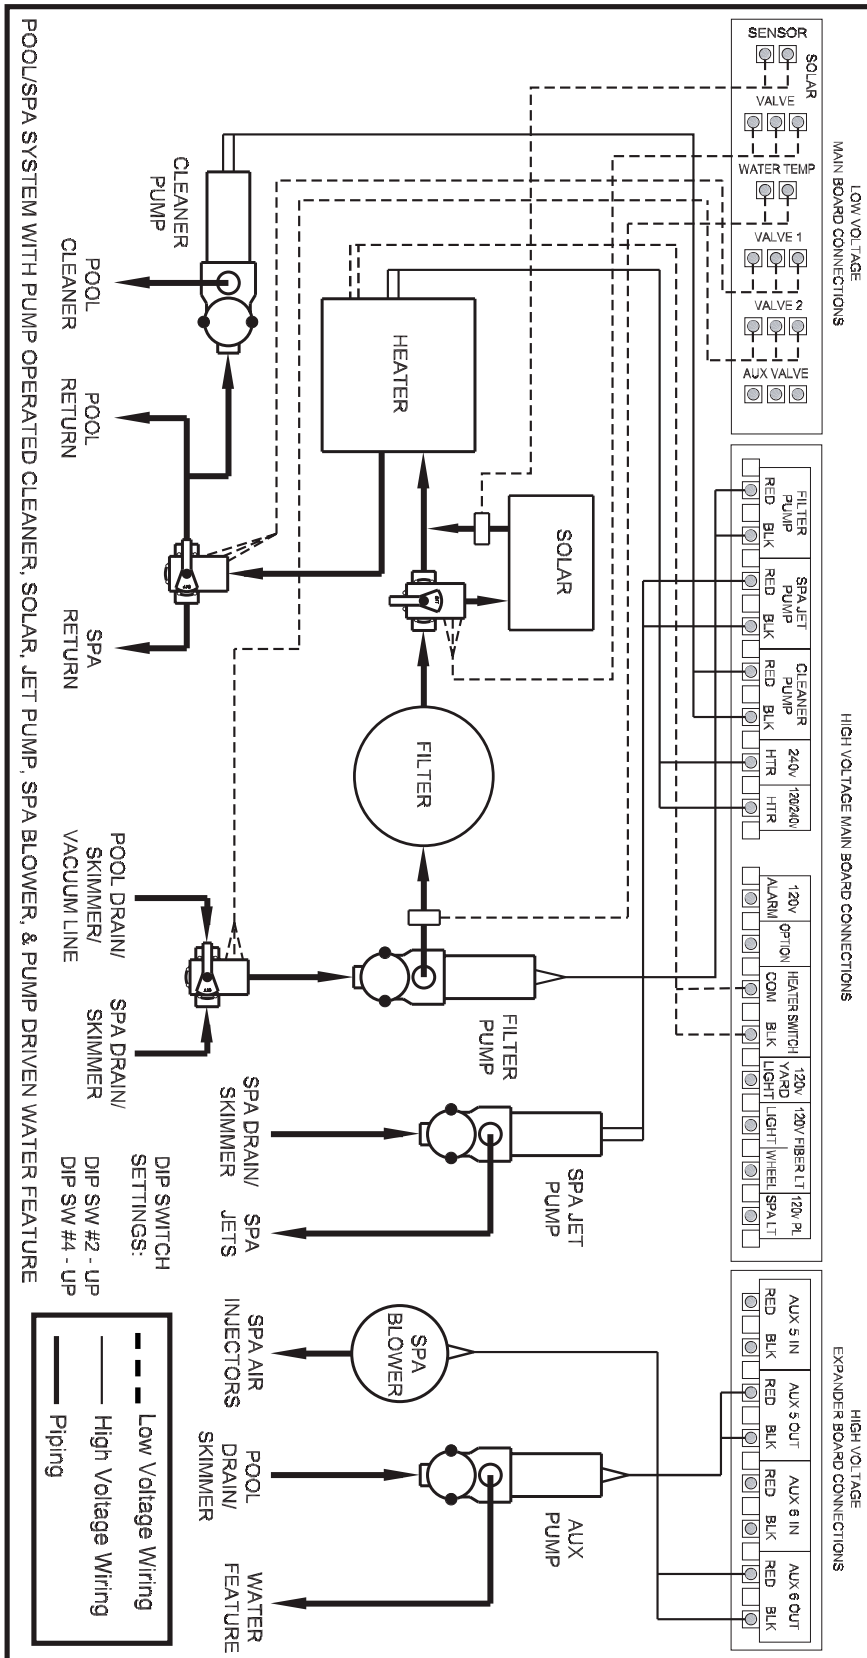 LOW VOLTAGE
MAIN BOARD CONNECTIONS
SENSOR
SOLAR
VALVE
WATER TEMP
VALVE 1
VALVE 2
AUX VALVE
HIGH VOLTAGE MAIN BOARD CONNECTIONS
FILTER
PUMP
RED
BLK
SPA JET
PUMP
RED
BLK
CLEANER
PUMP
RED
BLK
240v
HTR
120/240v
HTR
120v
ALARM
OPTION
HEATER SWITCH
COM
BLK
120v
YARD
LIGHT
120V FIBER LT
LIGHT
WHEEL
120v PL
SPA LT
HIGH VOLTAGE
EXPANDER BOARD CONNECTIONS
AUX 5 IN
RED
BLK
AUX 5 OUT
RED
BLK
AUX 6 IN
RED
BLK
AUX 6 OUT
RED
BLK
CLEANER
PUMP
HEATER
SOLAR
FILTER
FILTER
PUMP
SPA JET
PUMP
SPA
BLOWER
AUX
PUMP
POOL
CLEANER
POOL
RETURN
SPA
RETURN
POOL DRAIN/
SKIMMER/
VACUUM LINE
SPA DRAIN/
SKIMMER
SPA DRAIN/
SKIMMER
SPA
JETS
SPA AIR
INJECTORS
POOL
DRAIN/
SKIMMER
WATER
FEATURE
DIP SWITCH
SETTINGS:
DIP SW #2 - UP
DIP SW #4 - UP
Low Voltage Wiring
High Voltage Wiring
Piping
POOL/SPA SYSTEM WITH PUMP OPERATED CLEANER, SOLAR, JET PUMP, SPA BLOWER, & PUMP DRIVEN WATER FEATURE